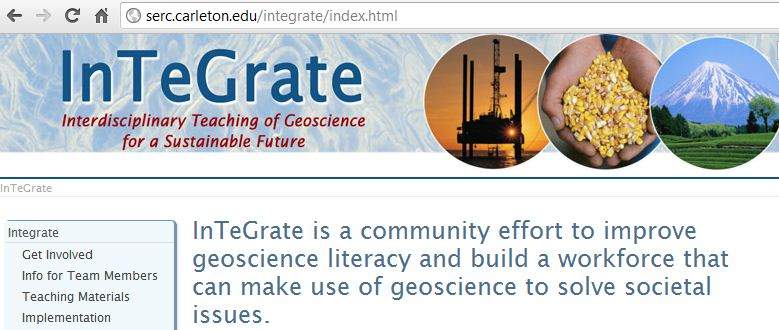 serc.carleton.edu/integrate/index.html
InTeGrate
Interdisciplinary Teaching of Geoscience
for a Sustainable Future
InTeGrate
Integrate
Get Involved
Info for Team Members
Teaching Materials
Implementation
InTeGrate is a community effort to improve
geoscience literacy and build a workforce that
can make use of geoscience to solve societal
issues.